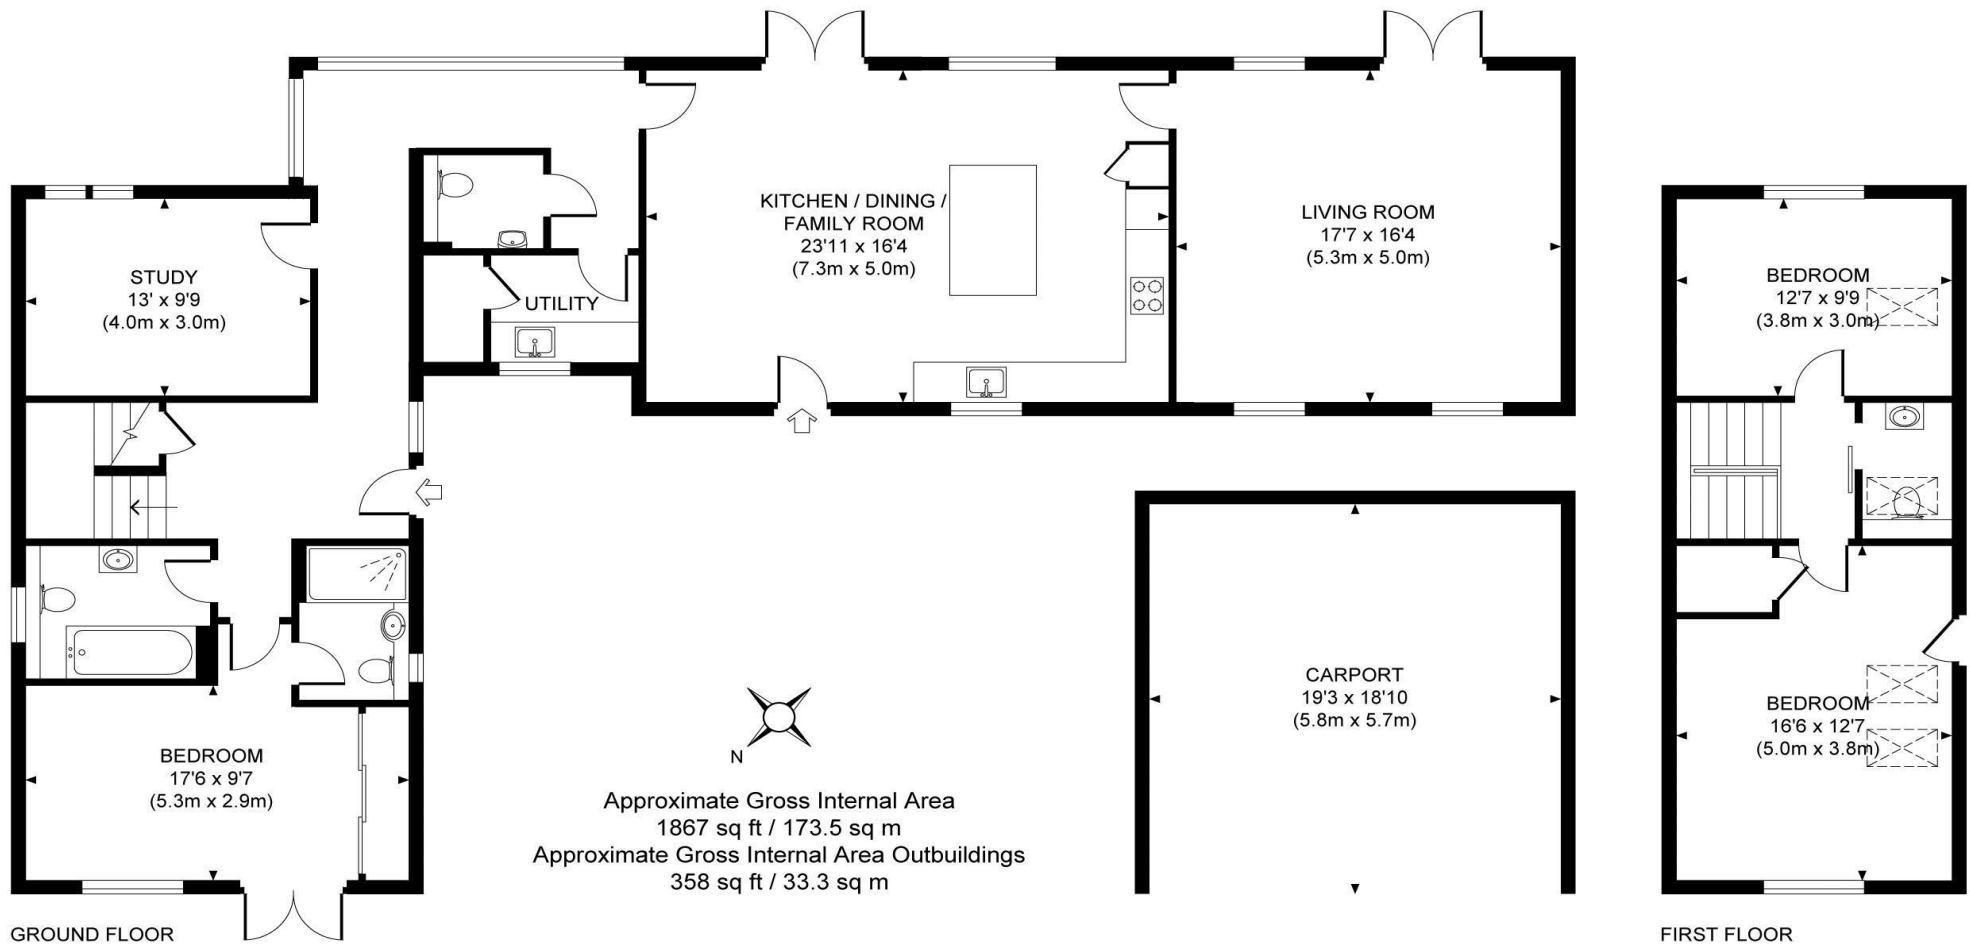 KITCHEN / DINING /
FAMILY ROOM
23'11 x 16'4
(7.3m x 5.0m)
LIVING ROOM
17'7 x 16'4
(5.3m x 5.0m)
STUDY
13' x 9'9
(4.0m x 3.0m)
UTILITY
BEDROOM
12'7 x 9'9
(3.8m x 3.0m)
CARPORT
19'3 x 18'10
(5.8m x 5.7m)
BEDROOM
16'6 x 12'7
(5.0m x 3.8m)
BEDROOM
17'6 x 9'7
(5.3m x 2.9m)
N
Approximate Gross Internal Area
1867 sq ft / 173.5 sq m
Approximate Gross Internal Area Outbuildings
358 sq ft / 33.3 sq m
GROUND FLOOR
FIRST FLOOR